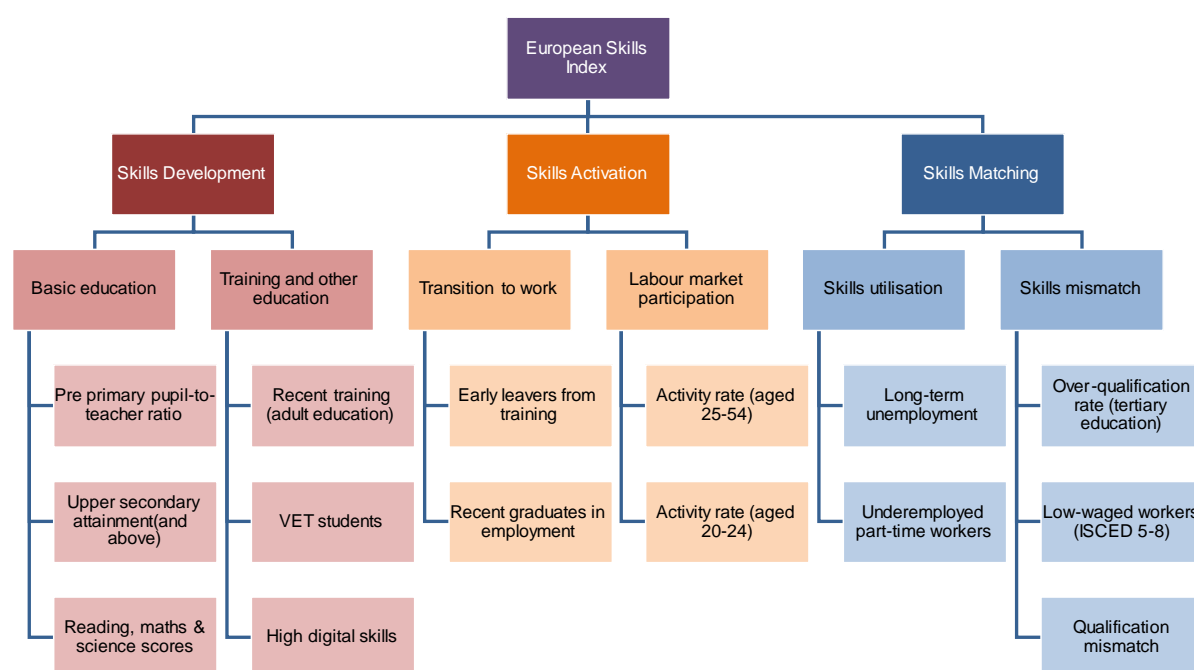 European Skills
Index
Skills Development
Skills Activation
Skills Matching
Basic education
Training and other
education
Transition to work
Labour market
participation
Skills utilisation
Skills mismatch
Pre primary pupil-to-
teacher ratio
Recent training
(adult education)
Early leavers from
training
Activity rate (aged
25-54)
Long-term
unemployment
Over-qualification
rate (tertiary
education)
Upper secondary
attainment(and
above)
VET students
Recent graduates in
employment
Activity rate (aged
20-24)
Underemployed
part-time workers
Low-waged workers
(ISCED 5-8)
Reading, maths &
science scores
High digital skills
Qualification
mismatch